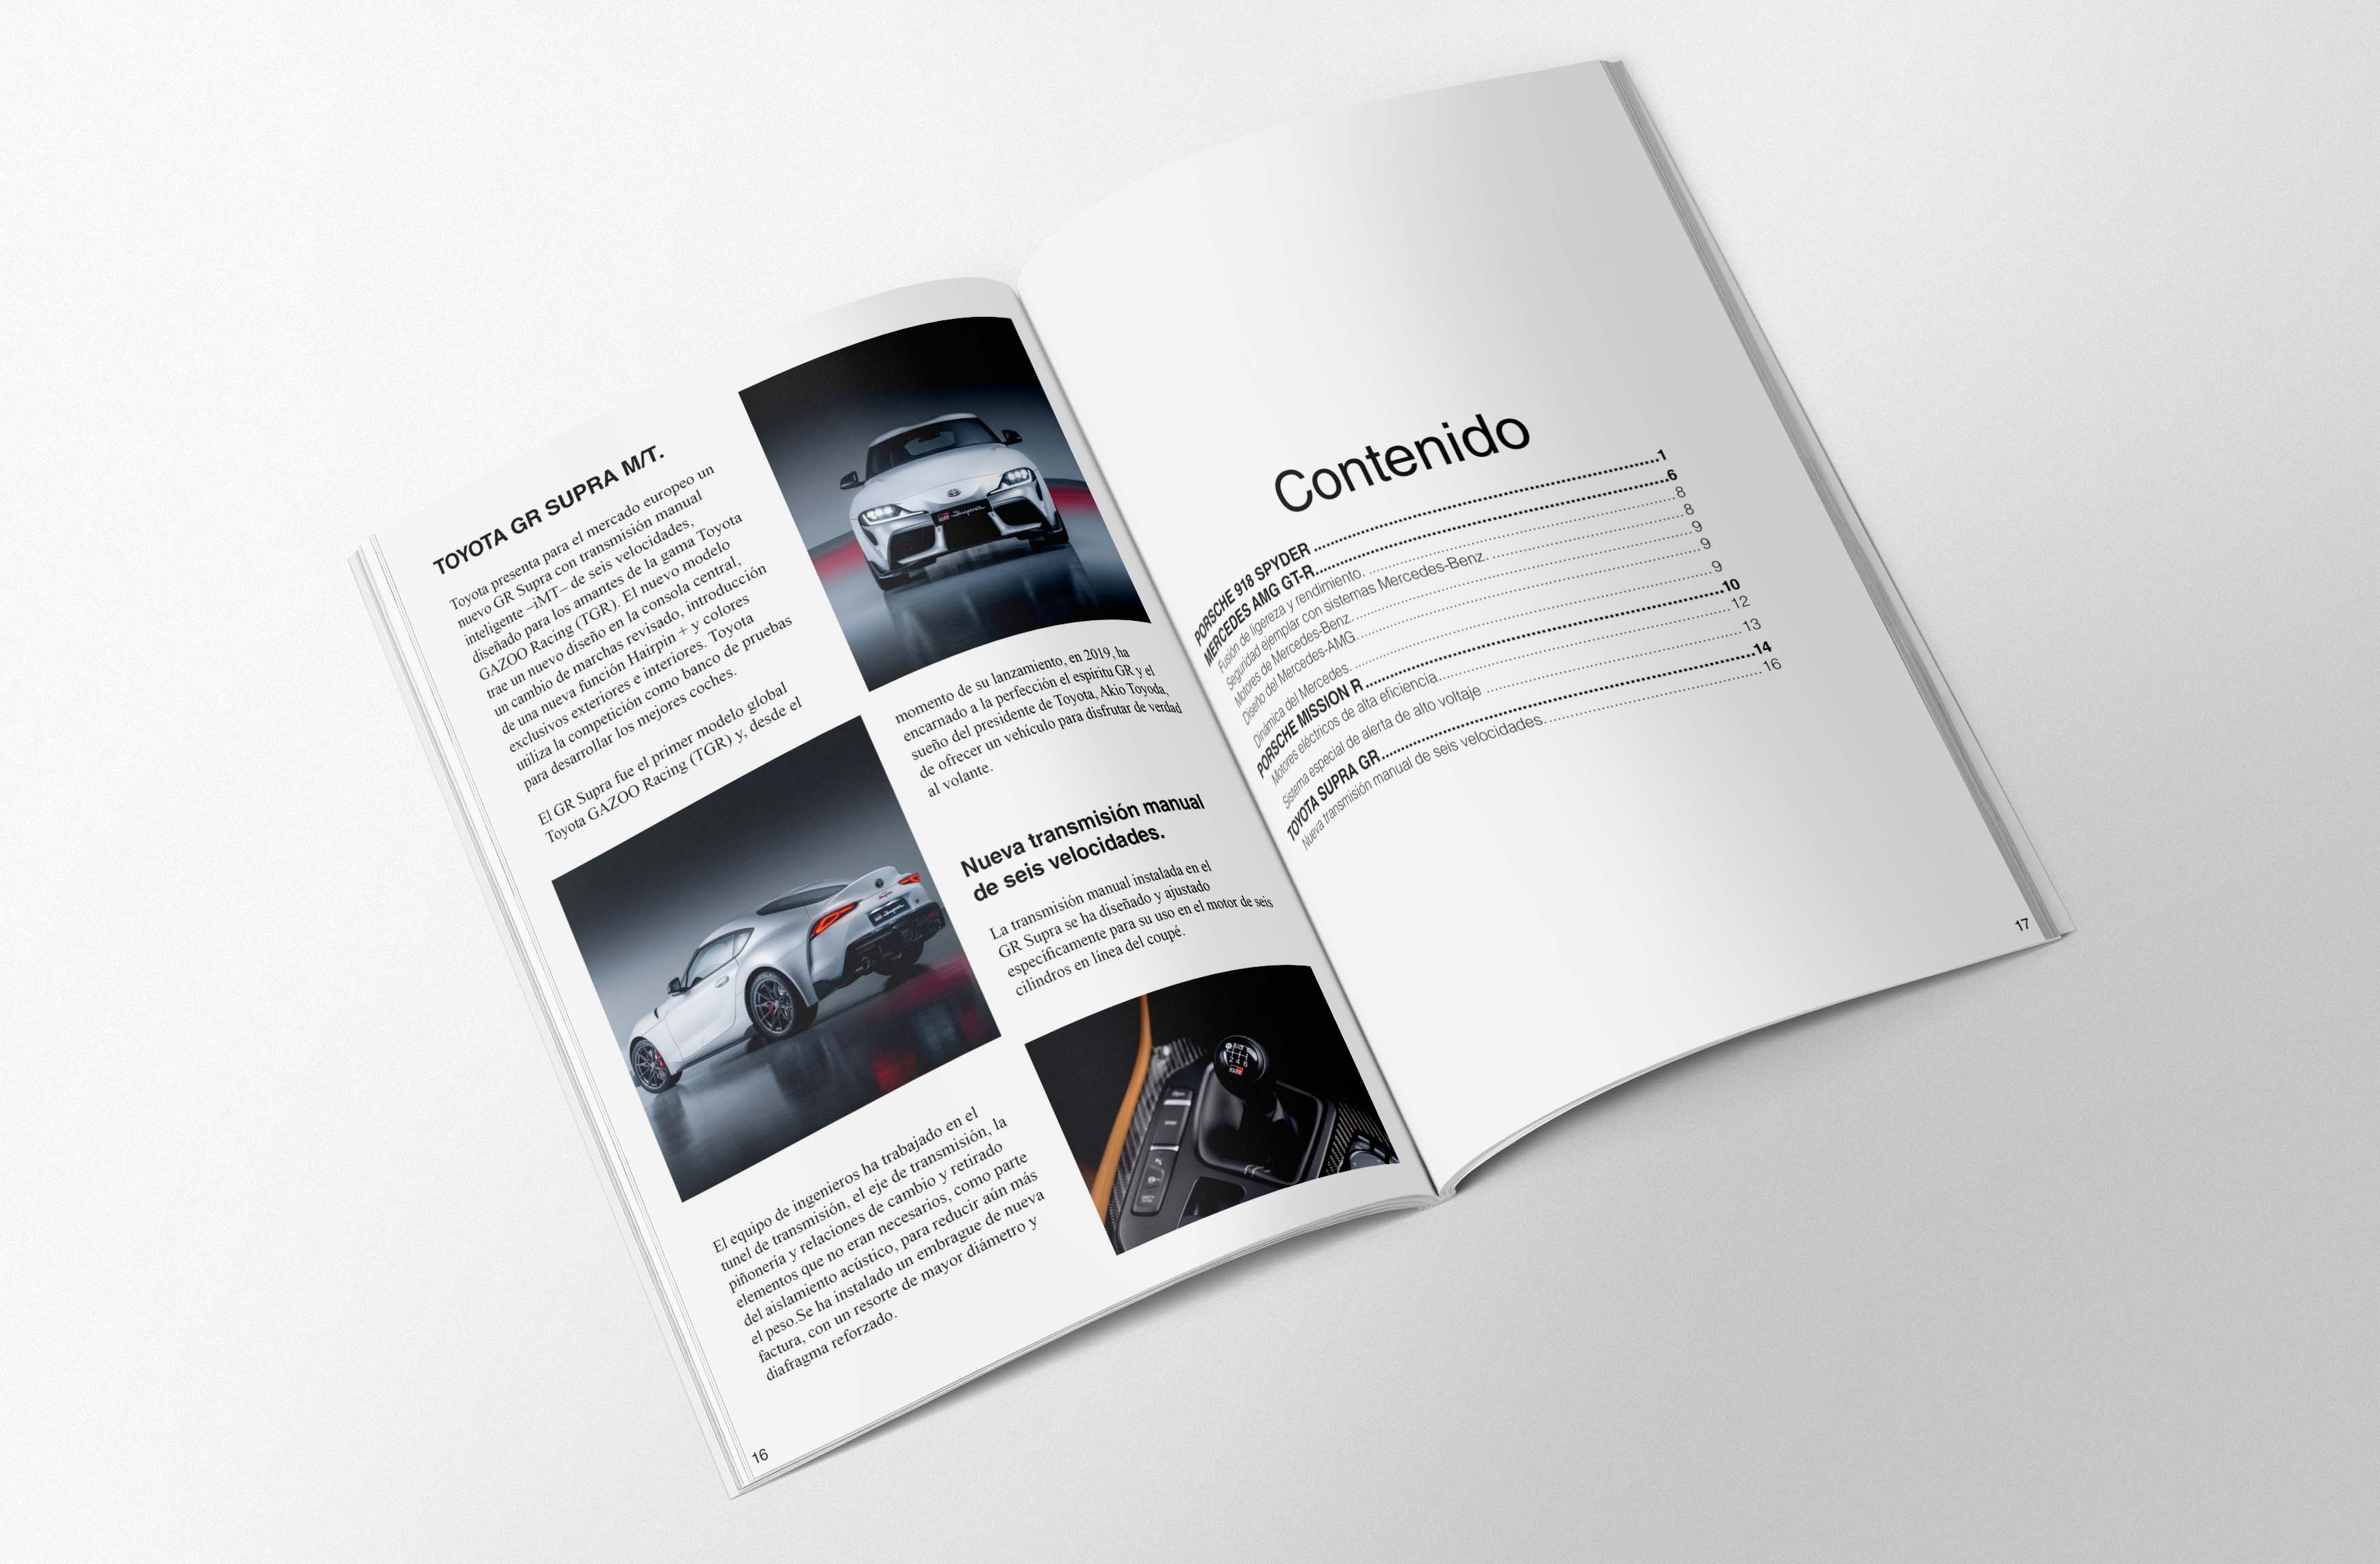 TOYOTA GR SUPRA M/T.
Toyota presenta para el mercado europeo un
nuevo GR Supra con transmisión manual
inteligente –iMT– de seis velocidades,
diseñado para los amantes de la gama Toyota
GAZOO Racing (TGR). El nuevo modelo
trae un nuevo diseño en la consola central,
un cambio de marchas revisado, introducción
de una nueva función Hairpin + y colores
exclusivos exteriores e interiores. Toyota
utiliza la competición como banco de pruebas
para desarrollar los mejores coches.
El GR Supra fue el primer modelo global
Toyota GAZOO Racing (TGR) y, desde el
El equipo de ingenieros ha trabajado en el
tunel de transmisión, el eje de transmisión, la
piñonería y relaciones de cambio y retirado
elementos que no eran necesarios, como parte
del aislamiento acústico, para reducir aún más
el peso.Se ha instalado un embrague de nueva
factura, con un resorte de mayor diámetro y
diafragma reforzado.
16
GR Supra
momento de su lanzamiento, en 2019, ha
encarnado a la perfección el espíritu GR y el
sueño del presidente de Toyota, Akio Toyoda,
de ofrecer un vehículo para disfrutar de verdad
al volante.
Supra
Nueva transmisión manual
de seis velocidades.
La transmisión manual instalada en el
GR Supra se ha diseñado y ajustado
específicamente para su uso en el motor de seis
cilindros en línea del coupé.
R 1 3 5
2 4 6
GR
Contenido
PORSCHE 918 SPYDER ........1
MERCEDES AMG GT-R........6
Fusión de ligereza y rendimiento. ........8
Seguridad ejemplar con sistemas Mercedes-Benz........8
Motores de Mercedes-Benz........9
Diseño del Mercedes-AMG........9
Dinámica del Mercedes........9
PORSCHE MISSION R........10
Motores eléctricos de alta eficiencia........12
Sistema especial de alerta de alto voltaje ........13
TOYOTA SUPRA GR........14
Nueva transmisión manual de seis velocidades........16
17